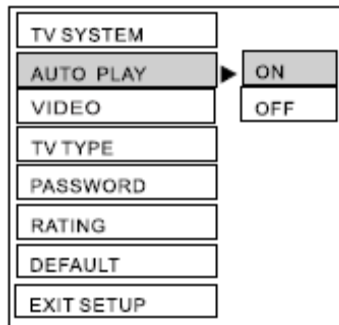 TV SYSTEM
AUTO PLAY
ON
VIDEO
OFF
TV TYPE
PASSWORD
RATING
DEFAULT
EXIT SETUP